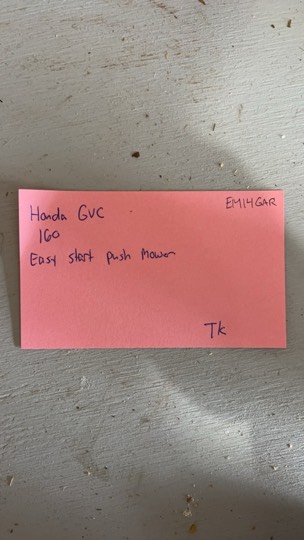 EM14GAR
Honda GVC
160
Easy start push mower
Tk